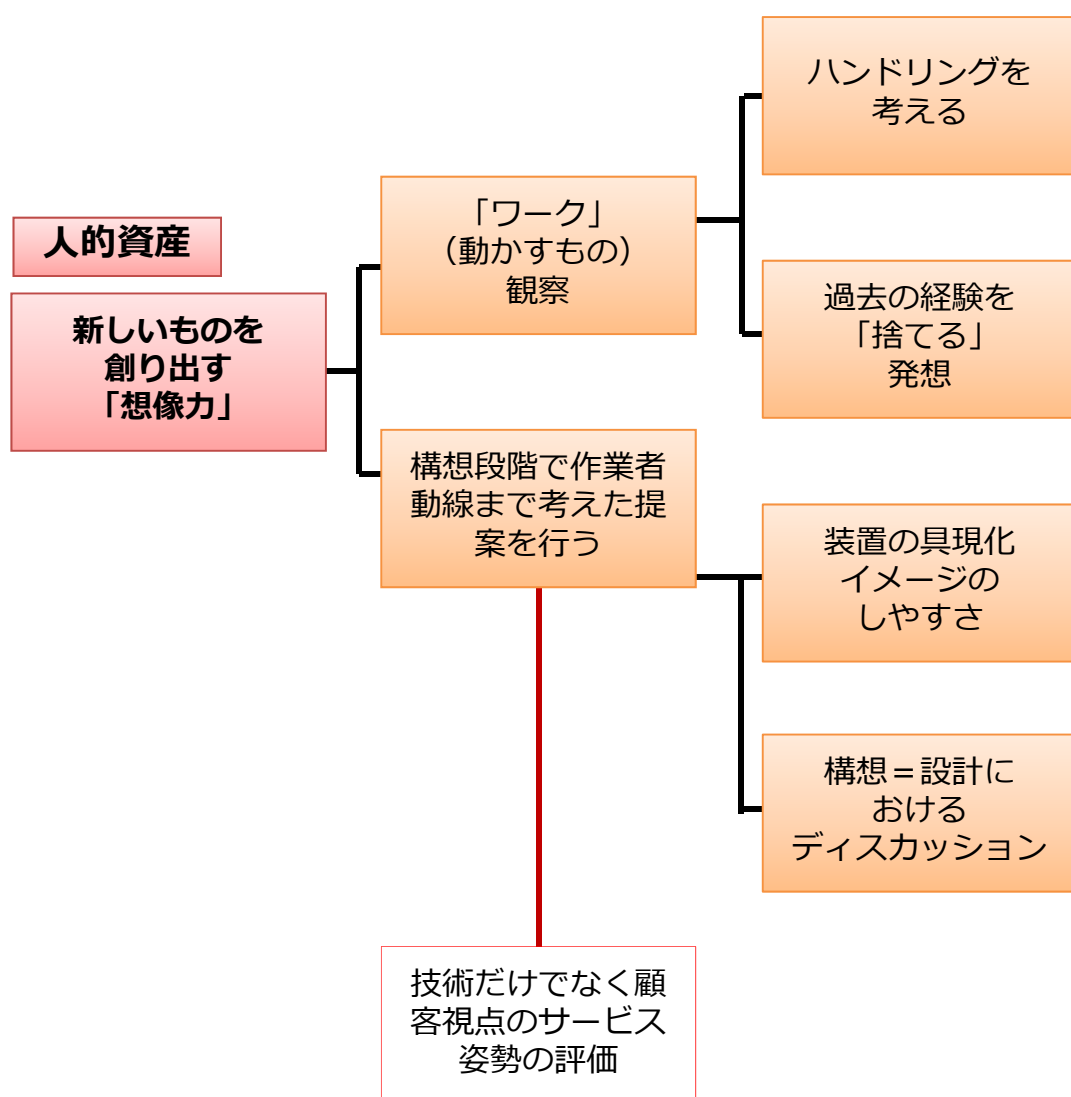 人的資産
新しいものを
創り出す
「想像力」
「ワーク」
（動かすもの）
観察
ハンドリングを
考える
過去の経験を
「捨てる」
発想
構想段階で作業者
動線まで考えた提
案を行う
装置の具現化
イメージの
しやすさ
構想＝設計に
おける
ディスカッション
技術だけでなく顧
客視点のサービス
姿勢の評価